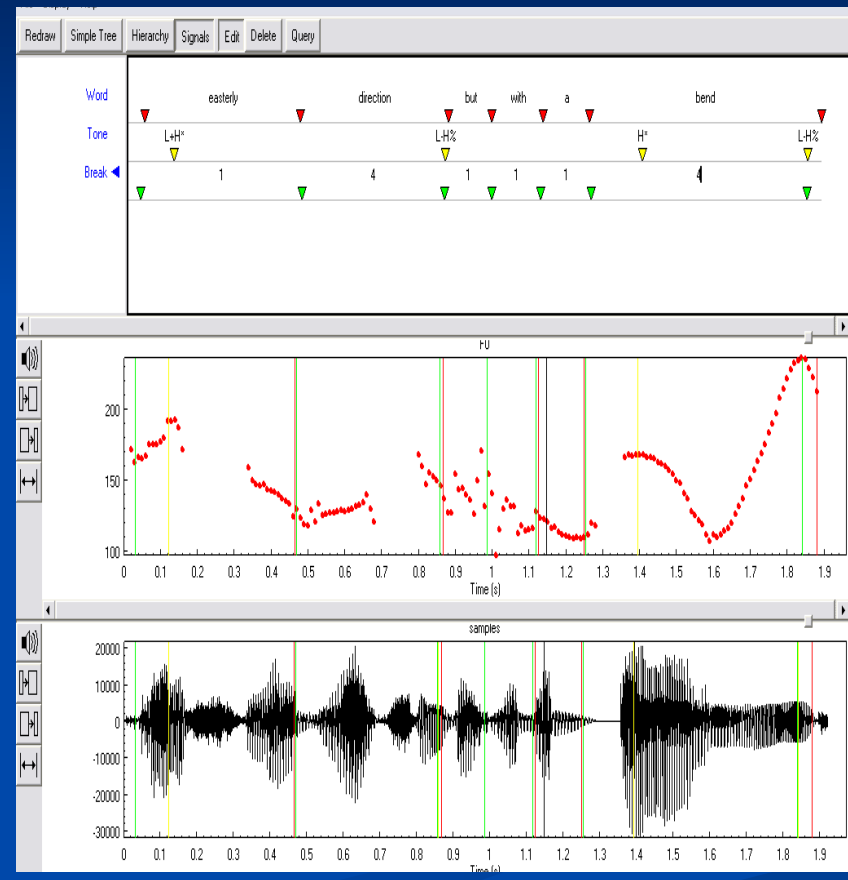 Redraw Simple Tree Hierarchy Signals Edit Delete Query
Word easterly direction but with a bend
Tone L+H* L-H% H* L-H%
Break 1 4 1 1 1 4
F0
200
150
100
0 0.1 0.2 0.3 0.4 0.5 0.6 0.7 0.8 0.9 1 1.1 1.2 1.3 1.4 1.5 1.6 1.7 1.8 1.9
Time (s)
samples
20000
10000
0
-10000
-20000
-30000
0 0.1 0.2 0.3 0.4 0.5 0.6 0.7 0.8 0.9 1 1.1 1.2 1.3 1.4 1.5 1.6 1.7 1.8 1.9
Time (s)